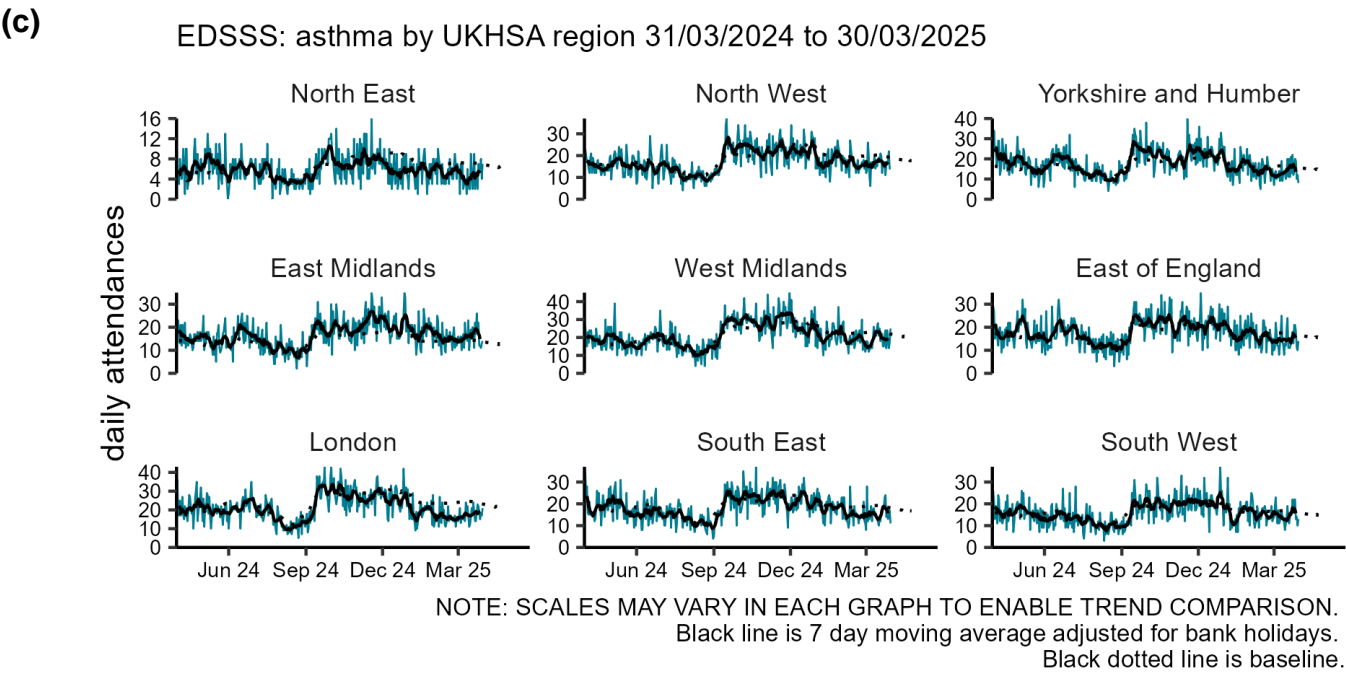 (c)
EDSSS: asthma by UKHSA region 31/03/2024 to 30/03/2025
daily attendances
North East
16
12
8
4
0
North West
30
20
10
0
Yorkshire and Humber
40
30
20
10
0
East Midlands
30
20
10
0
West Midlands
40
30
20
10
0
East of England
30
20
10
0
London
40
30
20
10
0
Jun 24 Sep 24 Dec 24 Mar 25
South East
30
20
10
0
Jun 24 Sep 24 Dec 24 Mar 25
South West
30
20
10
0
Jun 24 Sep 24 Dec 24 Mar 25
NOTE: SCALES MAY VARY IN EACH GRAPH TO ENABLE TREND COMPARISON.
Black line is 7 day moving average adjusted for bank holidays.
Black dotted line is baseline.